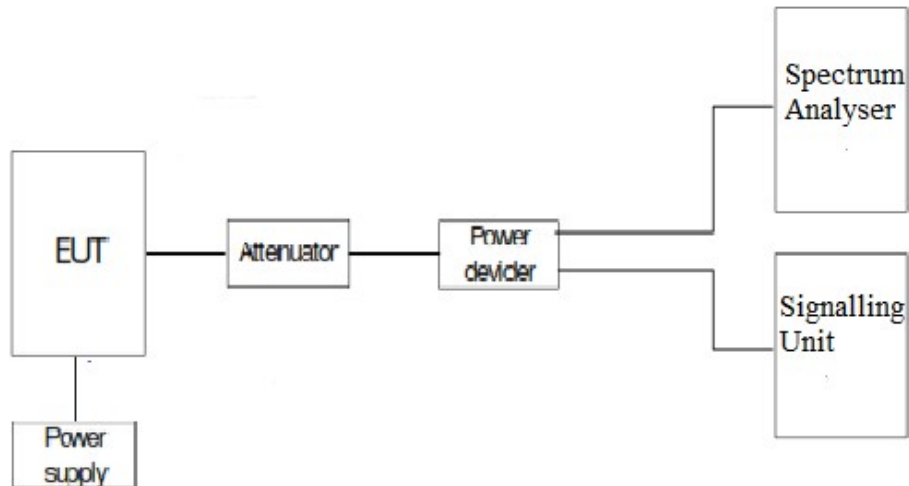 Spectrum
Analyser
EUT
Attenuator
Power
devider
Signalling
Unit
Power
supply